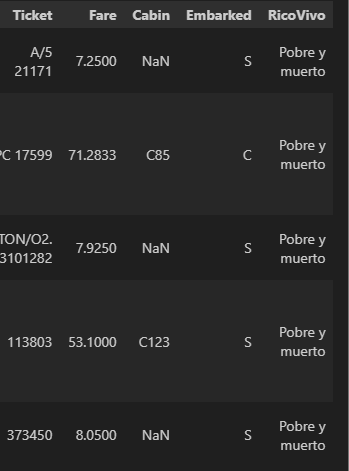 Ticket Fare Cabin Embarked RicoVivo
A/5 21171 7.2500 NaN S Pobre y muerto
PC 17599 71.2833 C85 C Pobre y muerto
TON/O2. 3101282 7.9250 NaN S Pobre y muerto
113803 53.1000 C123 S Pobre y muerto
373450 8.0500 NaN S Pobre y muerto